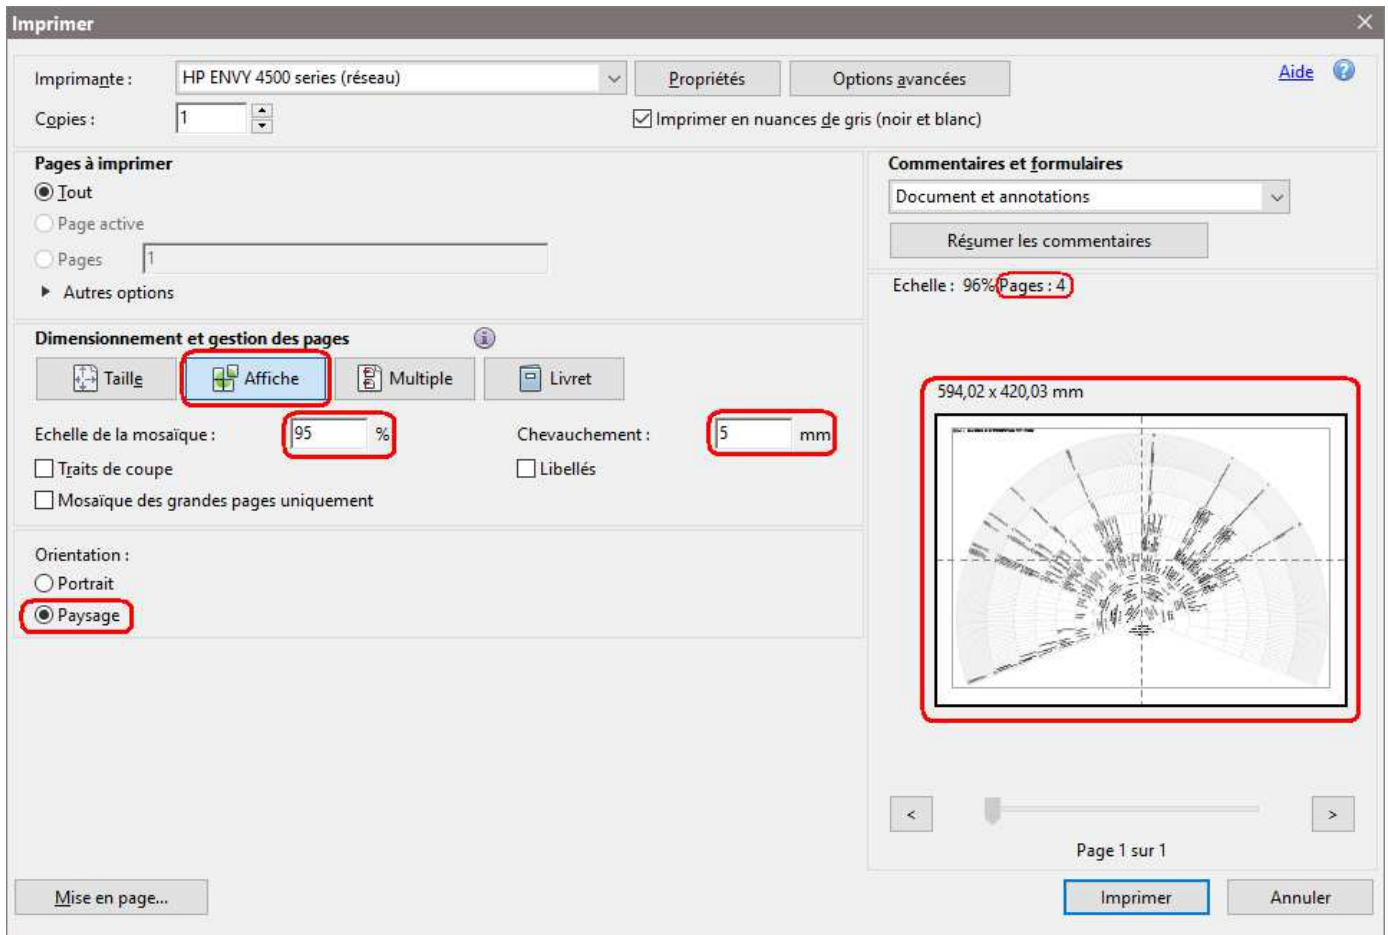 Imprimer
Imprimante : HP ENVY 4500 series (réseau) Propriétés Options avancées Aide
Copies : 1 Imprimer en nuances de gris (noir et blanc)
Pages à imprimer
Tout
Page active
Pages 1
Autres options
Commentaires et formulaires
Document et annotations
Résumer les commentaires
Echelle : 96% Pages : 4
Dimensionnement et gestion des pages
Taille Affiche Multiple Livret
Echelle de la mosaïque : 95 % Chevauchement : 5 mm
Traits de coupe Libellés
Mosaïque des grandes pages uniquement
Orientation :
Portrait
Paysage
594,02 x 420,03 mm
< >
Page 1 sur 1
Mise en page... Imprimer Annuler